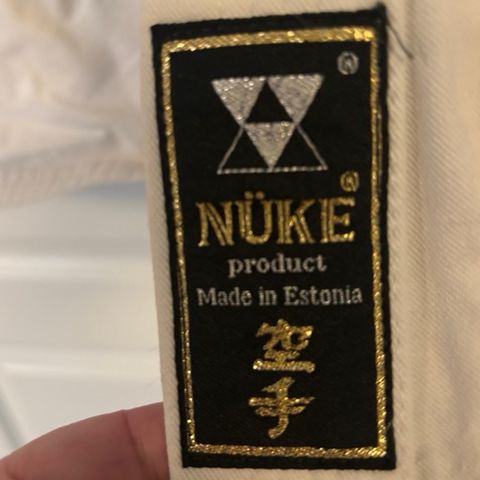 ®
NÜKE®
product
Made in Estonia
空
手